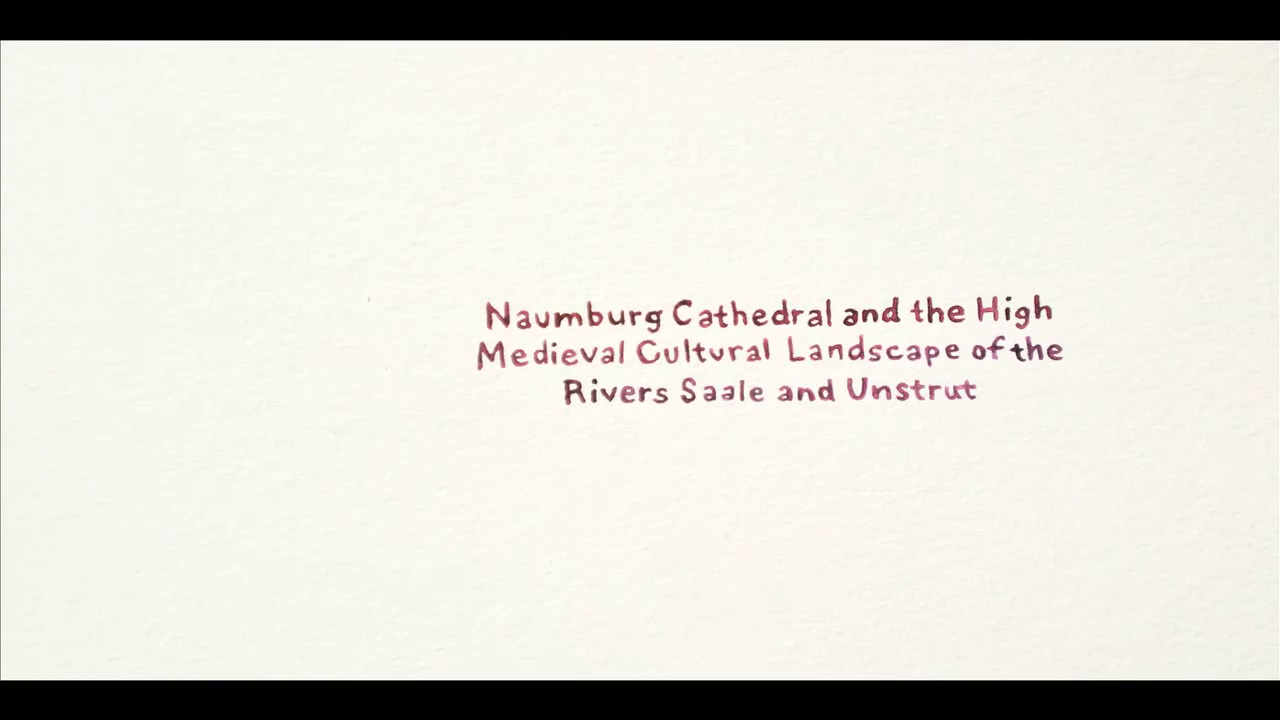 Naumburg Cathedral and the High
Medieval Cultural Landscape of the
Rivers Saale and Unstrut